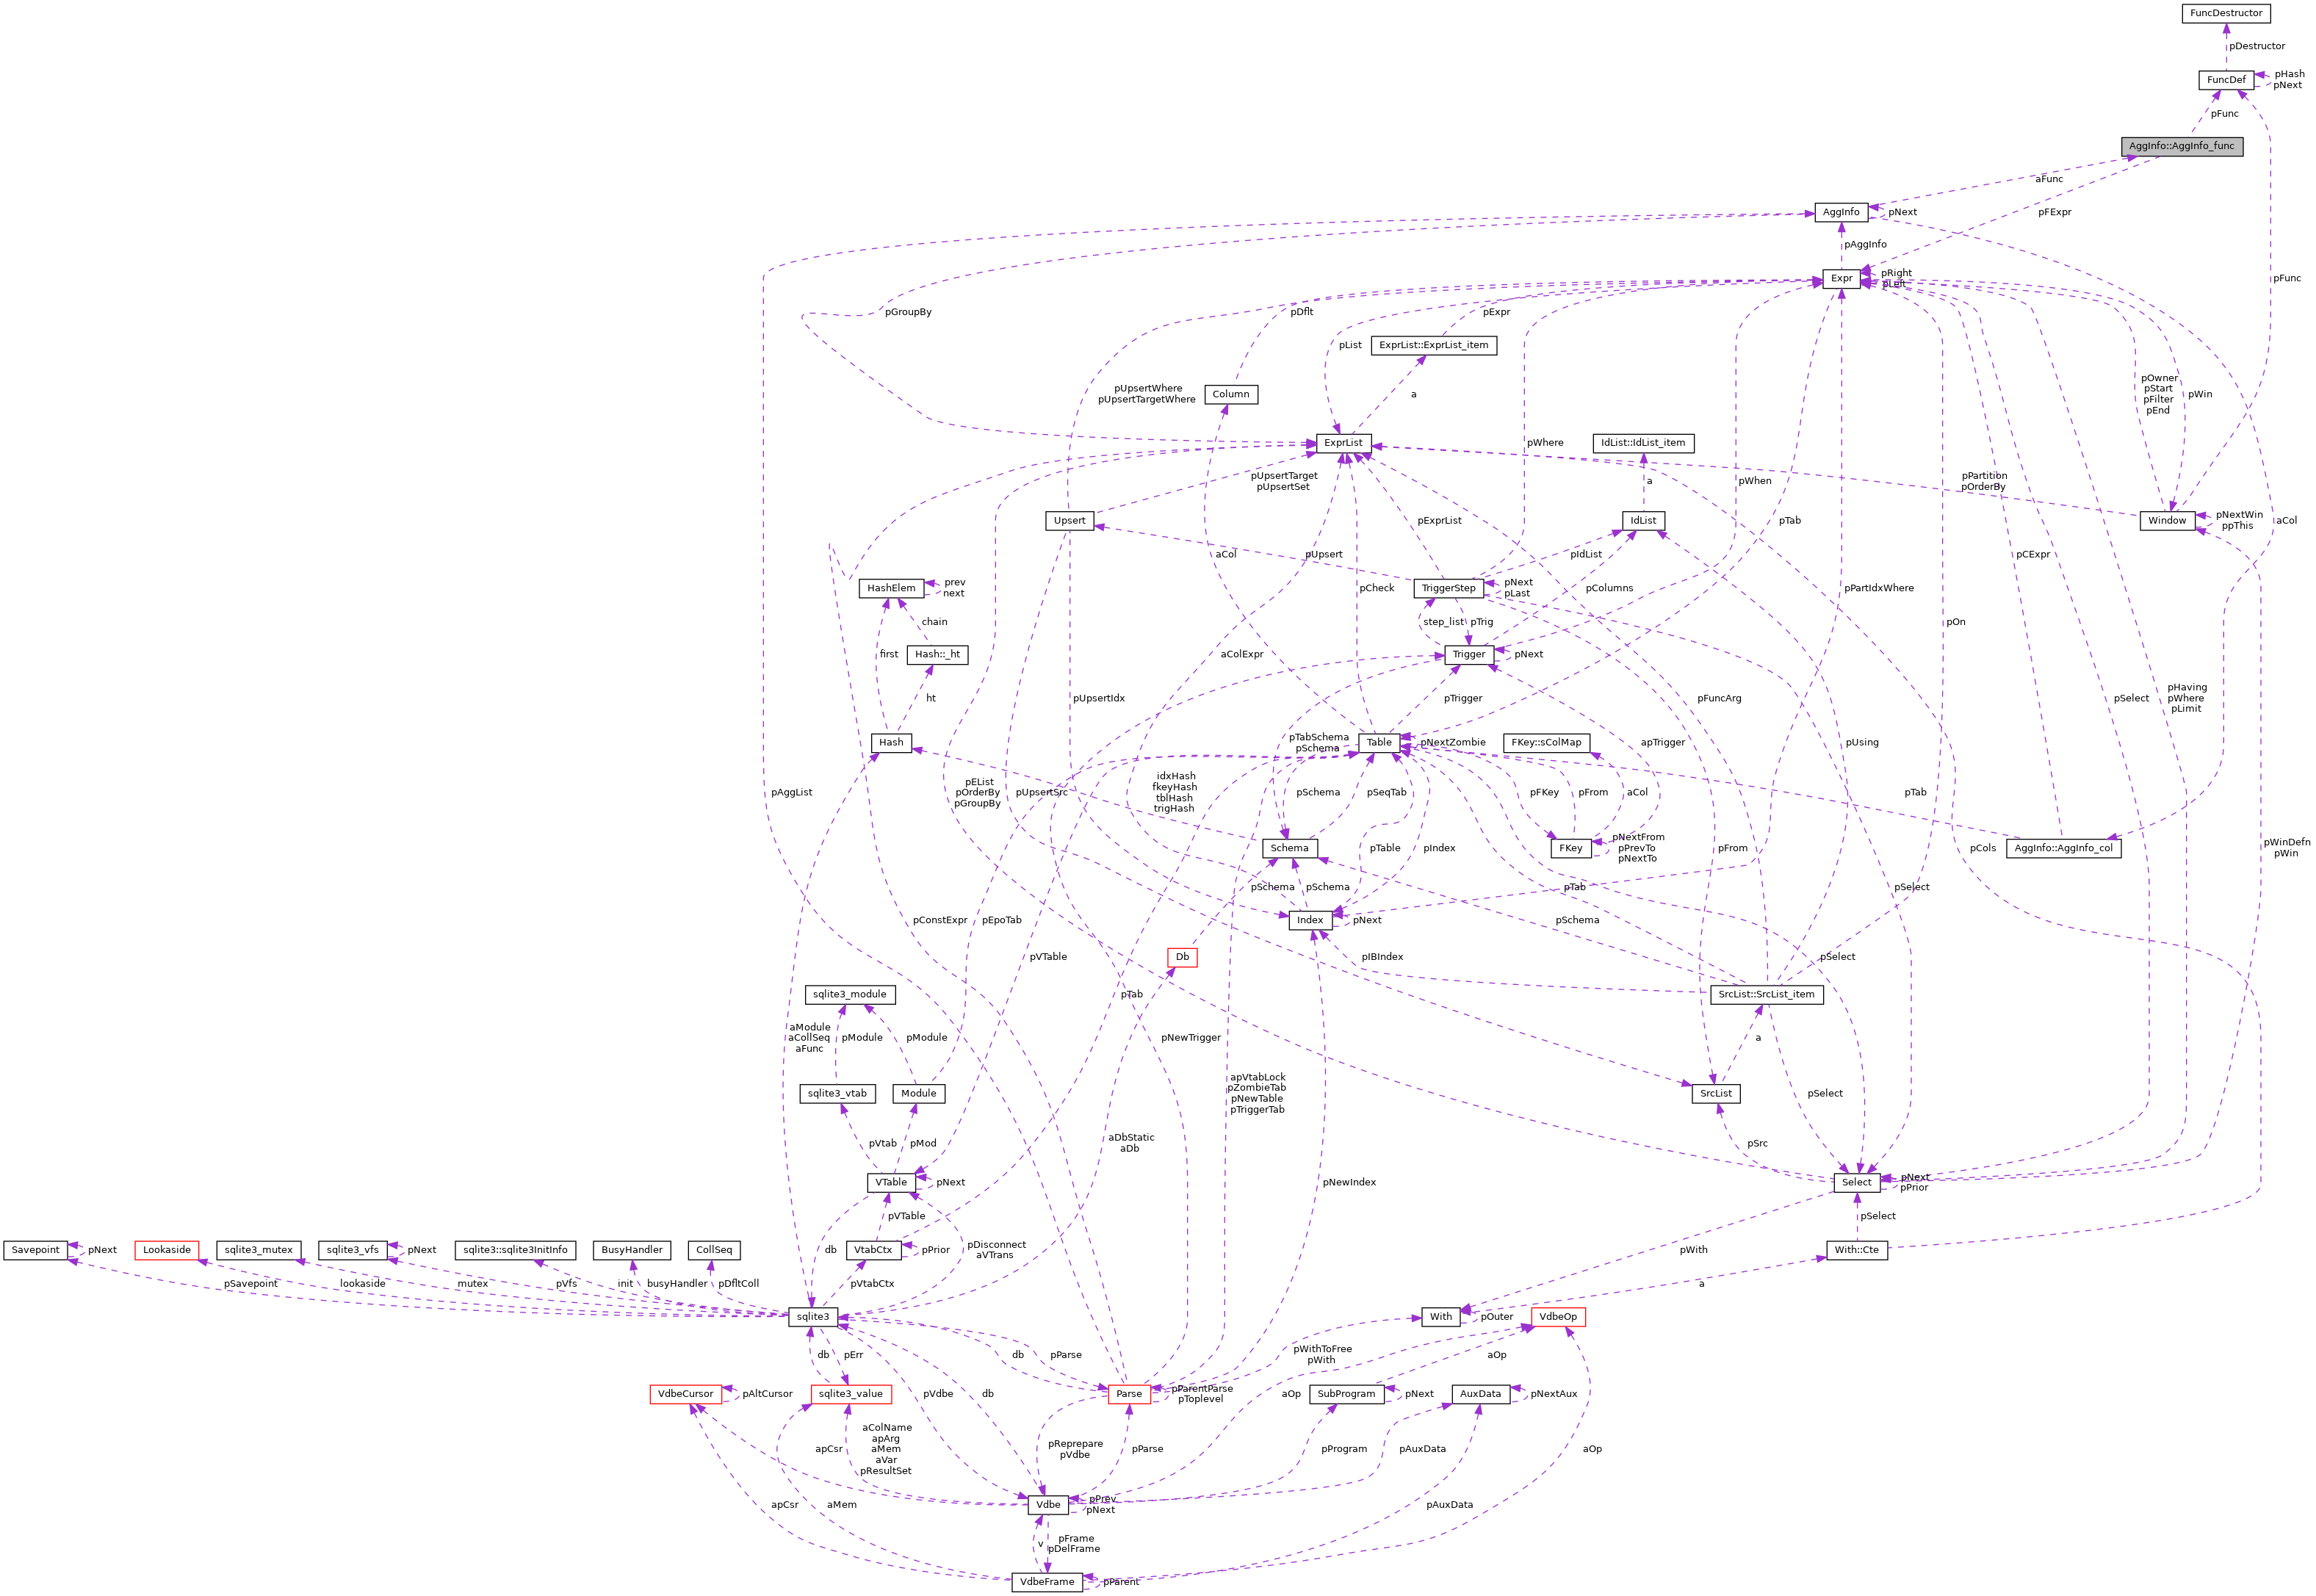 FuncDestructor
pDestructor
FuncDef
pHash
pNext
pFunc
AggInfo::AggInfo_func
aFunc
pFExpr
AggInfo
pNext
pAggInfo
Expr
pRight
pLeft
pFunc
pGroupBy
pDflt
pExpr
pList
ExprList::ExprList_item
pUpsertWhere
pUpsertTargetWhere
Column
a
pOwner
pStart
pFilter
pEnd
pWin
ExprList
pWhere
IdList::IdList_item
pUpsertTarget
pUpsertSet
a
pWhen
pPartition
pOrderBy
Upsert
pExprList
IdList
pTab
Window
pNextWin
ppThis
aCol
aCol
pUpsert
pIdList
pCExpr
HashElem
prev
next
pCheck
TriggerStep
pNext
pLast
pColumns
pPartIdxWhere
chain
step_list
pTrig
pOn
first
Hash::_ht
aColExpr
Trigger
pNext
ht
pUpsertIdx
pTrigger
pFuncArg
pSelect
pHaving
pWhere
pLimit
Hash
pTabSchema
pSchema
Table
pNextZombie
FKey::sColMap
apTrigger
pUsing
pAggList
pEList
pOrderBy
pGroupBy
pUpsertSrc
idxHash
fkeyHash
tblHash
trigHash
pSchema
pSeqTab
pFKey
pFrom
aCol
pTab
Schema
pTable
pIndex
FKey
pNextFrom
pPrevTo
pNextTo
pFrom
pCols
AggInfo::AggInfo_col
pWinDefn
pWin
pSchema
pSchema
pTab
pSelect
pConstExpr
pEpoTab
Index
pNext
pSchema
pVTable
Db
pIBIndex
pSelect
sqlite3_module
pTab
SrcList::SrcList_item
aModule
aCollSeq
aFunc
pModule
pModule
pNewTrigger
a
sqlite3_vtab
Module
apVtabLock
pZombieTab
pNewTable
pTriggerTab
SrcList
pSelect
pVtab
pMod
aDbStatic
aDb
pSrc
VTable
pNext
pNewIndex
Select
pNext
pPrior
pVTable
pSelect
Savepoint
pNext
Lookaside
sqlite3_mutex
sqlite3_vfs
pNext
sqlite3::sqlite3InitInfo
BusyHandler
CollSeq
db
VtabCtx
pPrior
pDisconnect
aVTrans
pWith
With::Cte
pSavepoint
lookaside
mutex
pVfs
init
busyHandler
pDfltColl
pVtabCtx
a
sqlite3
With
pOuter
VdbeOp
db
pErr
db
pParse
pWithToFree
pWith
aOp
VdbeCursor
pAltCursor
sqlite3_value
pVdbe
db
Parse
pParentParse
pToplevel
aOp
SubProgram
pNext
AuxData
pNextAux
apCsr
aColName
apArg
aMem
aVar
pResultSet
pReprepare
pVdbe
pParse
pProgram
pAuxData
aOp
apCsr
aMem
Vdbe
pPrev
pNext
pAuxData
v
pFrame
pDelFrame
VdbeFrame
pParent